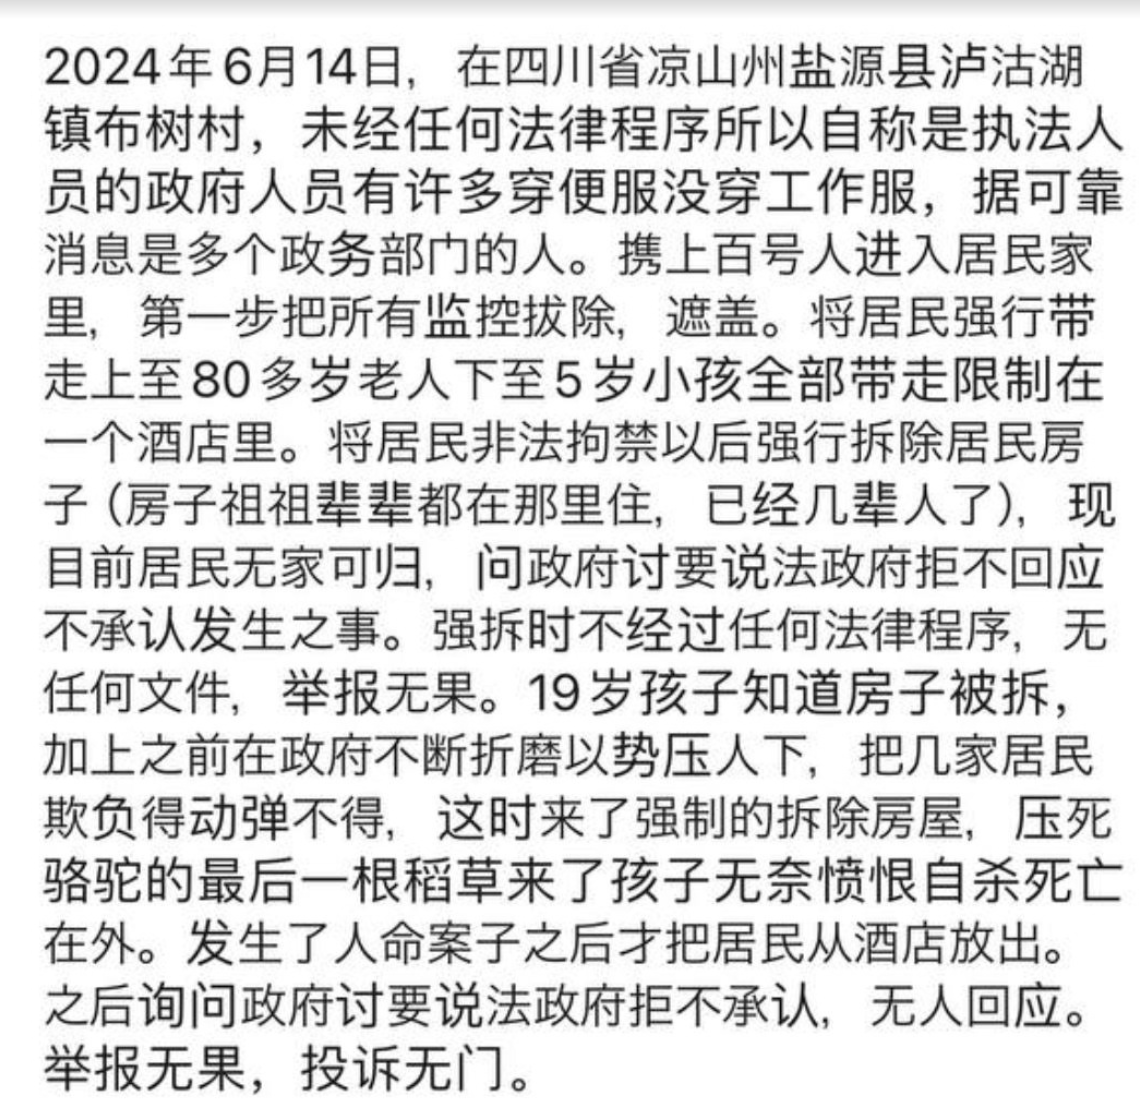 2024年6月14日，在四川省凉山州盐源县泸沽湖
镇布树村，未经任何法律程序所以自称是执法人
员的政府人员有许多穿便服没穿工作服，据可靠
消息是多个政务部门的人。携上百号人进入居民家
里，第一步把所有监控拔除，遮盖。将居民强行带
走上至80多岁老人下至5岁小孩全部带走限制在
一个酒店里。将居民非法拘禁以后强行拆除居民房
子（房子祖祖辈辈都在那里住，已经几辈人了），现
目前居民无家可归，问政府讨要说法政府拒不回应
不承认发生之事。强拆时不经过任何法律程序，无
任何文件，举报无果。19岁孩子知道房子被拆，
加上之前在政府不断折磨以势压人下，把几家居民
欺负得动弹不得，这时来了强制的拆除房屋，压死
骆驼的最后一根稻草来了孩子无奈愤恨自杀死亡
在外。发生了人命案子之后才把居民从酒店放出。
之后询问政府讨要说法政府拒不承认，无人回应。
举报无果，投诉无门。